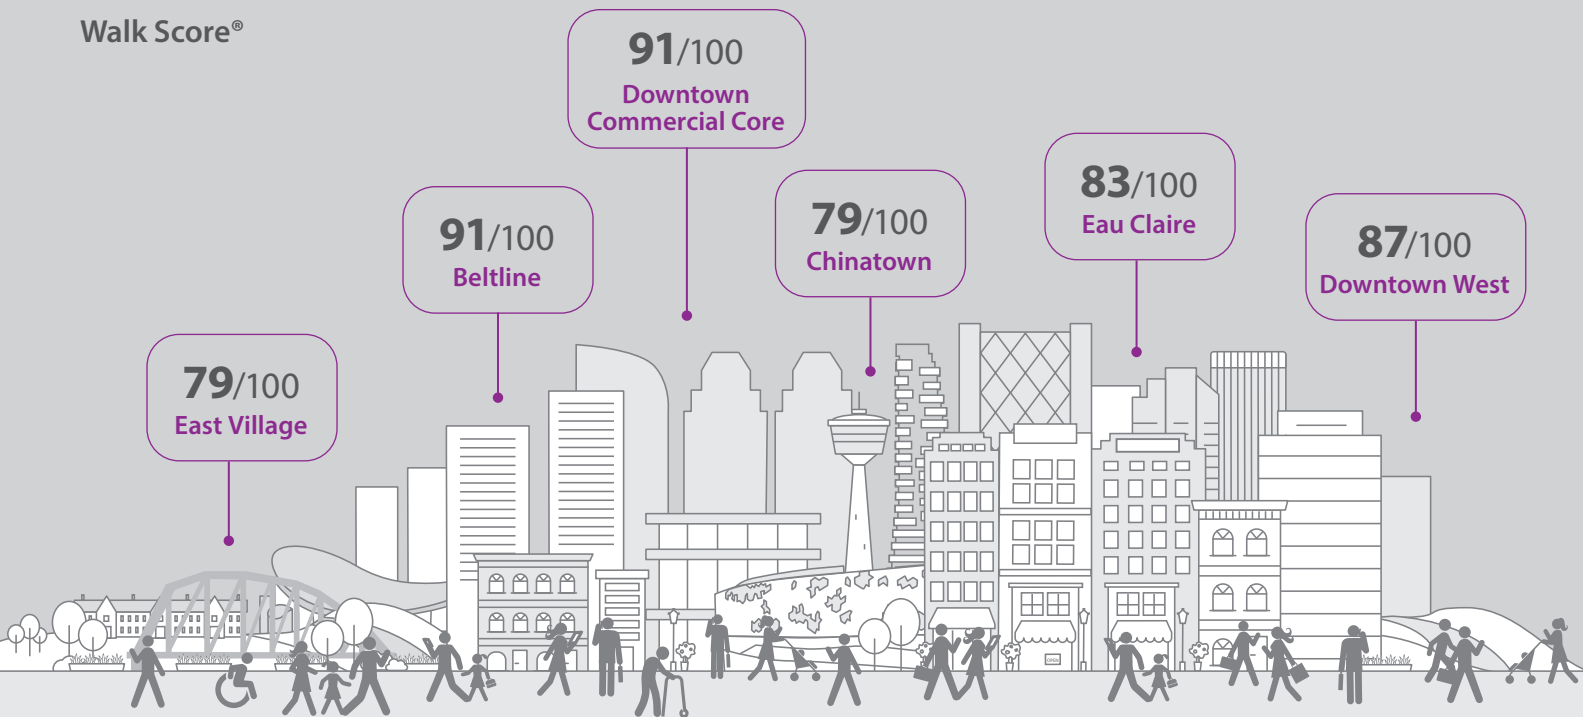 Walk Score®
91/100
Downtown
Commercial Core
91/100
Beltline
79/100
Chinatown
83/100
Eau Claire
87/100
Downtown West
79/100
East Village
OPEN